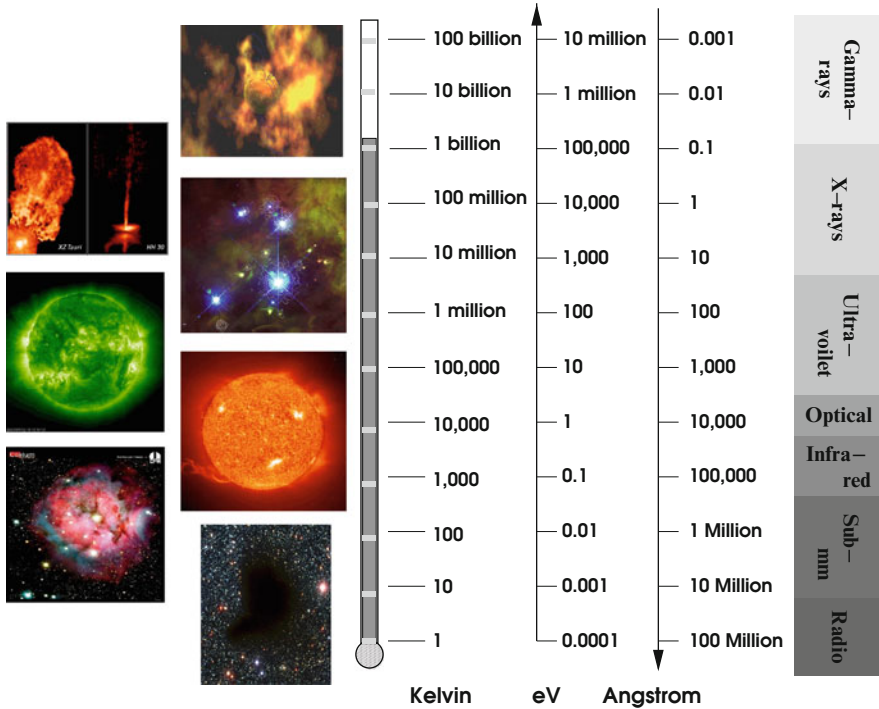 100 billion 10 million 0.001
10 billion 1 million 0.01
1 billion 100,000 0.1
100 million 10,000 1
10 million 1,000 10
1 million 100 100
100,000 10 1,000
10,000 1 10,000
1,000 0.1 100,000
100 0.01 1 Million
10 0.001 10 Million
1 0.0001 100 Million
Kelvin eV Angstrom
Gamma–
rays
X–rays
Ultra–
voilet
Optical
Infra–
red
Sub–
mm
Radio
XZ Tauri
HH 30